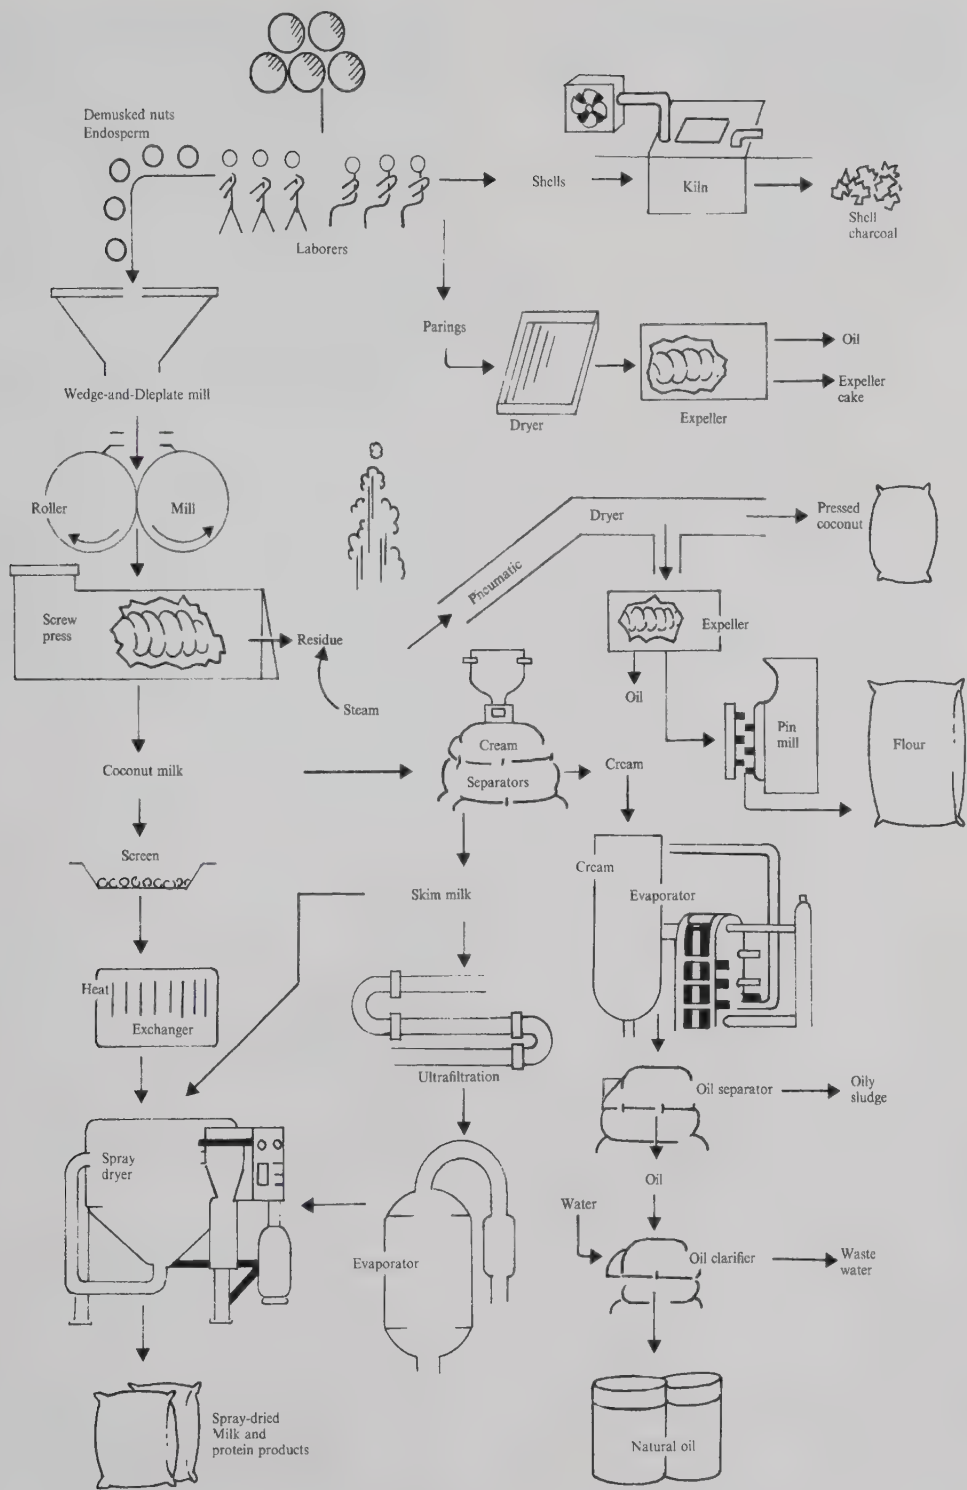 Demusked nuts
Endosperm
Laborers
Shells
Kiln
Shell
charcoal
Parings
Dryer
Expeller
Oil
Expeller
cake
Wedge-and-Dleplate mill
Roller
Mill
Pneumatic
Dryer
Pressed
coconut
Screw
press
Residue
Steam
Expeller
Oil
Pin
mill
Flour
Coconut milk
Cream
Separators
Cream
Screen
Skim milk
Cream
Evaporator
Heat
Exchanger
Ultrafiltration
Oil separator
Oily
sludge
Spray
dryer
Evaporator
Oil
Water
Oil clarifier
Waste
water
Spray-dried
Milk and
protein products
Natural oil